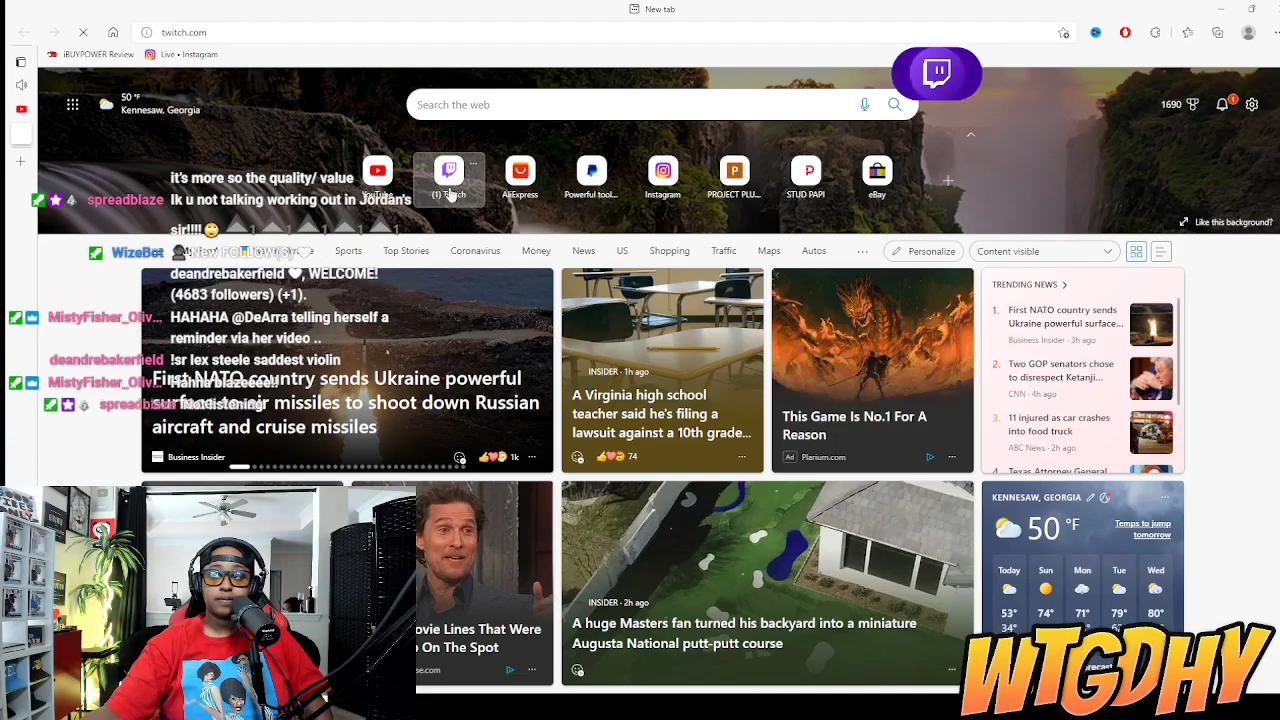 New tab
twitch.com
iBUYPOWER Review
Live • Instagram
50 °F
Kennesaw, Georgia
Search the web
1690
1
YouTube
(1) Twitch
AliExpress
Powerful tool...
Instagram
PROJECT PLU...
STUD PAPI
eBay
Like this background?
it's more so the quality/ value
spreadblaze
Ik u not talking working out in Jordan's
sir!!!!
WizeBot
New FOLLOW(S)
deandrebakerfield
, WELCOME!
(4683 followers) (+1).
MistyFisher_Oliv...
HAHAHA @DeArra telling herself a
reminder via her video ..
deandrebakerfield
!sr lex steele saddest violin
MistyFisher_Oliv...
Sports
Top Stories
Coronavirus
Money
News
US
Shopping
Traffic
Maps
Autos
...
Personalize
Content visible
First NATO country sends Ukraine powerful
surface-to-air missiles to shoot down Russian
aircraft and cruise missiles
Business Insider
1k
INSIDER • 1h ago
A Virginia high school
teacher said he's filing a
lawsuit against a 10th grade...
74
This Game Is No.1 For A
Reason
Ad
Plarium.com
TRENDING NEWS
1.
First NATO country sends
Ukraine powerful surface...
Business Insider • 3h ago
2.
Two GOP senators chose
to disrespect Ketanji...
CNN • 4h ago
3.
11 injured as car crashes
into food truck
ABC News • 2h ago
4.
Texas Attorney General
ovie Lines That Were
On The Spot
INSIDER • 2h ago
A huge Masters fan turned his backyard into a miniature
Augusta National putt-putt course
KENNESAW, GEORGIA
50 °F
Temps to jump
tomorrow
Today
Sun
Mon
Tue
Wed
53°
74°
71°
79°
80°
34°
WTGDHY